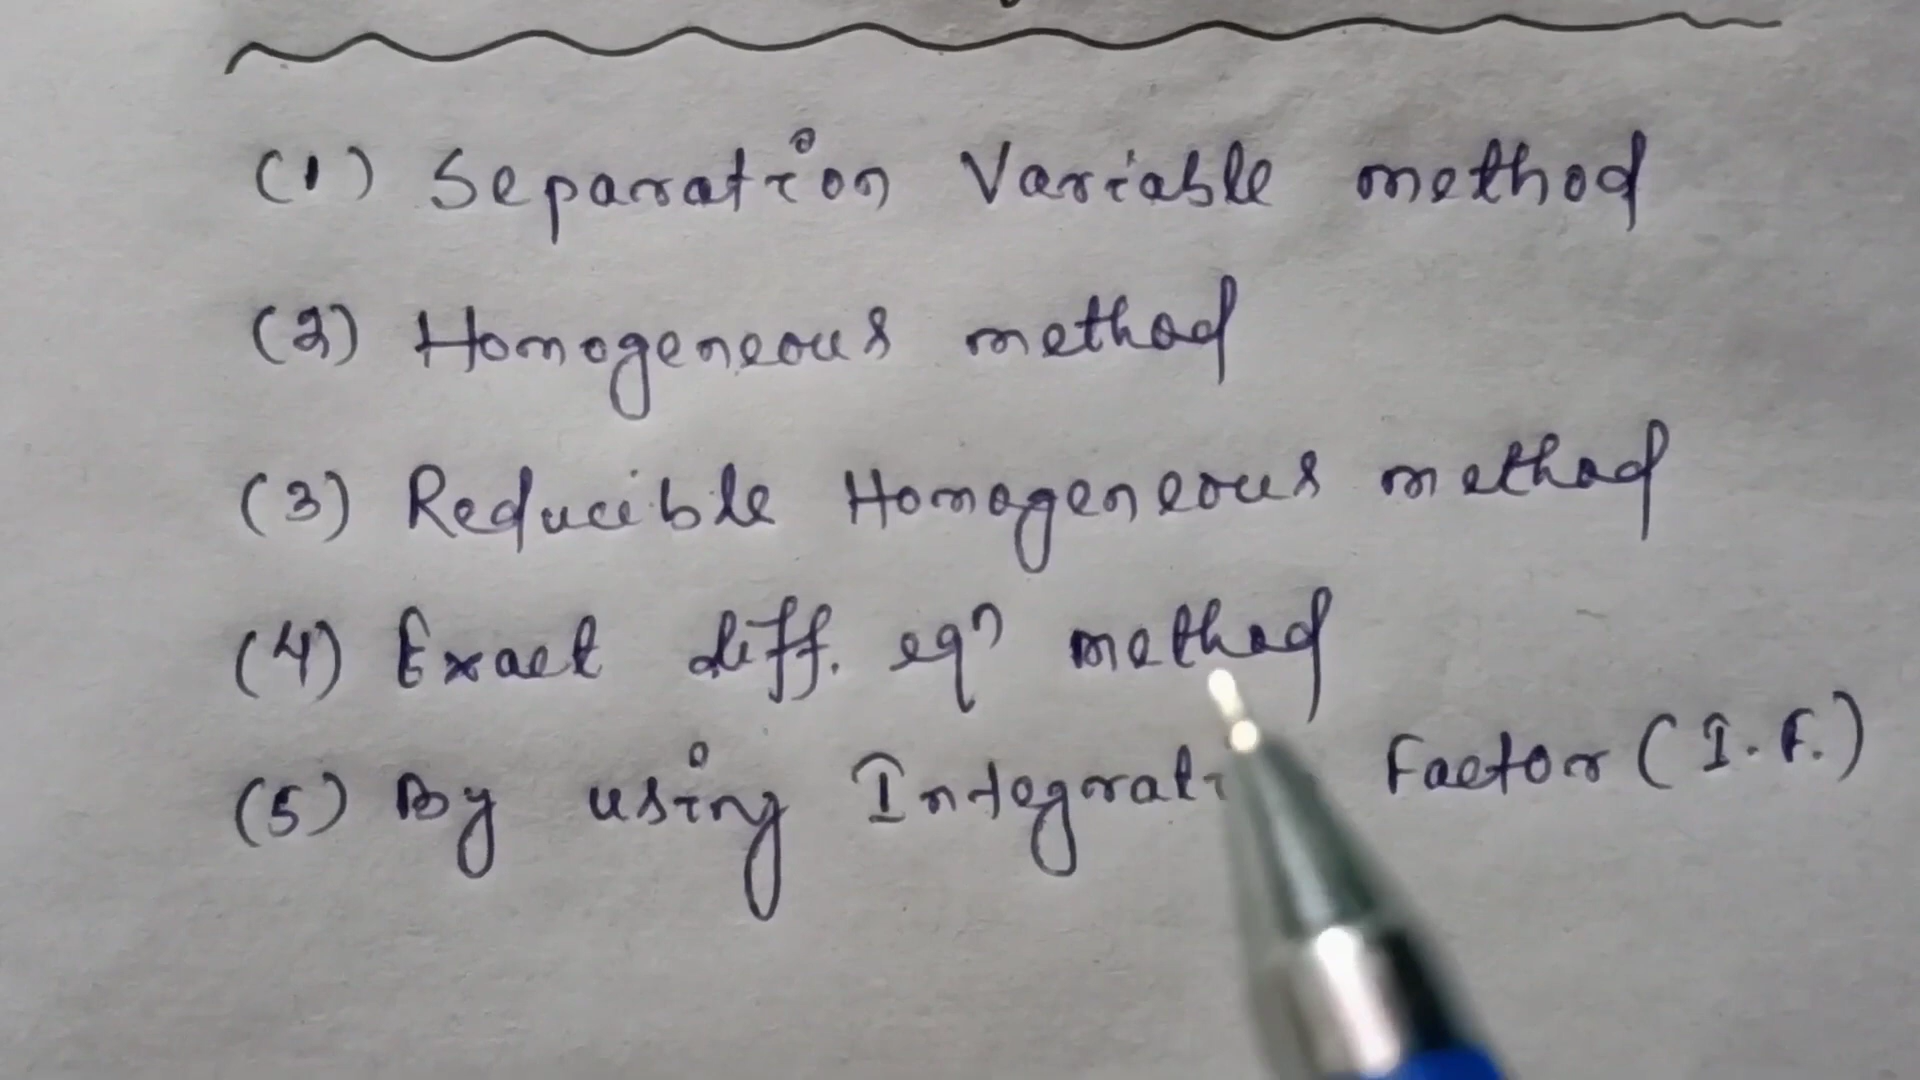 (1) Separation Variable method
(2) Homogeneous method
(3) Reducible Homogeneous method
(4) Exact diff. eqn method
(5) By using Factor (I.F.)